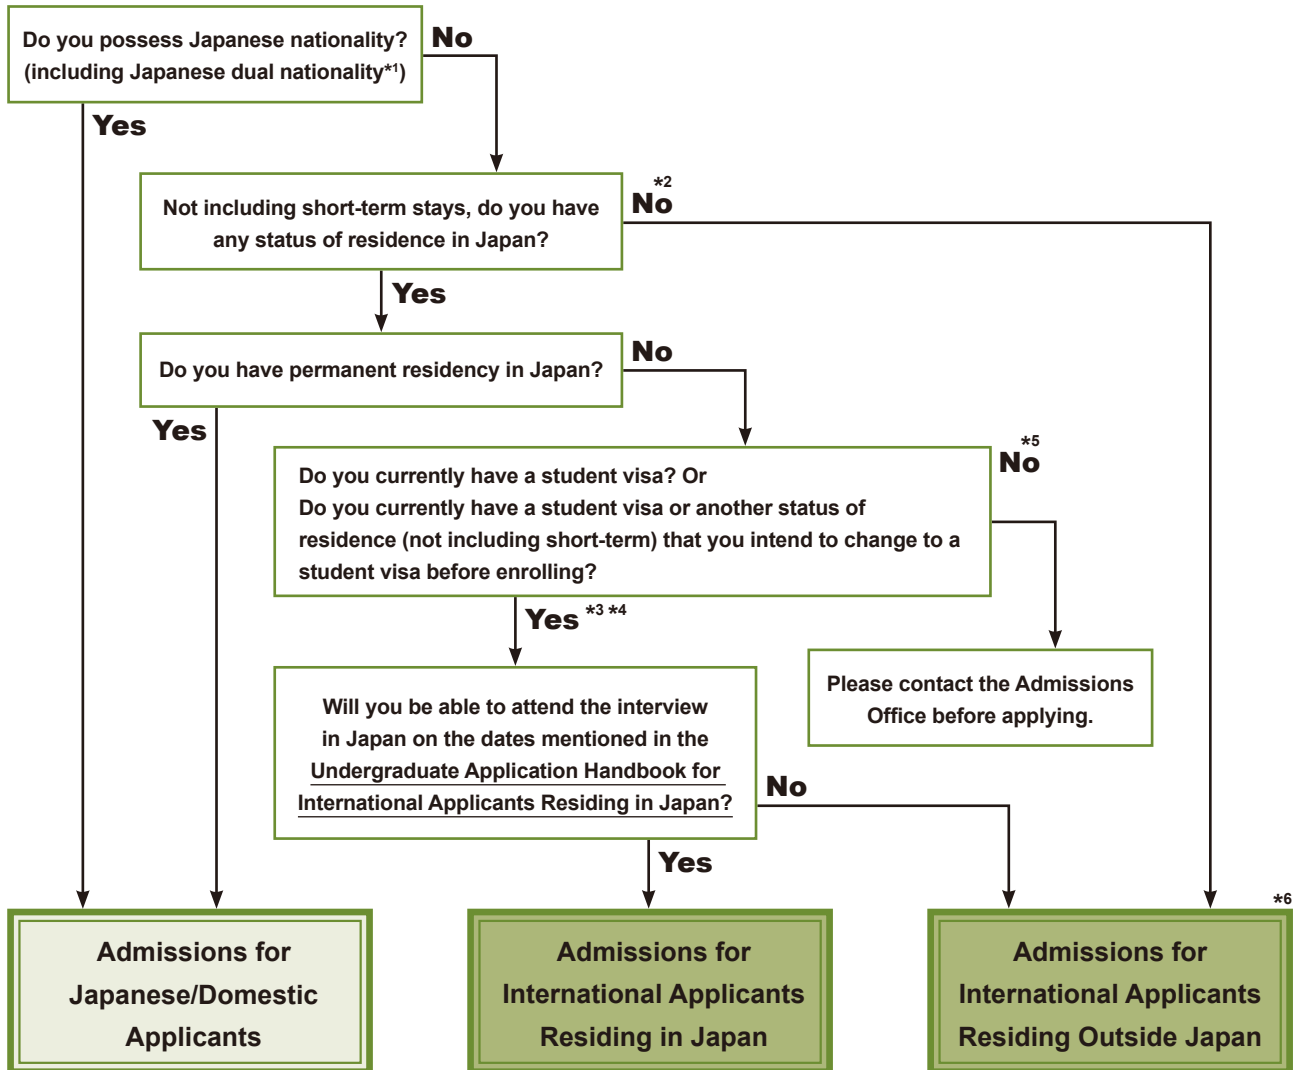 Do you possess Japanese nationality?
(including Japanese dual nationality*1)
No
Yes
Not including short-term stays, do you have
any status of residence in Japan?
No*2
Yes
Do you have permanent residency in Japan?
No
Yes
Do you currently have a student visa? Or
Do you currently have a student visa or another status of
residence (not including short-term) that you intend to change to a
student visa before enrolling?
No*5
Yes *3 *4
Please contact the Admissions
Office before applying.
Will you be able to attend the interview
in Japan on the dates mentioned in the
Undergraduate Application Handbook for
International Applicants Residing in Japan?
No
Yes
Admissions for
Japanese/Domestic
Applicants
Admissions for
International Applicants
Residing in Japan
*6
Admissions for
International Applicants
Residing Outside Japan